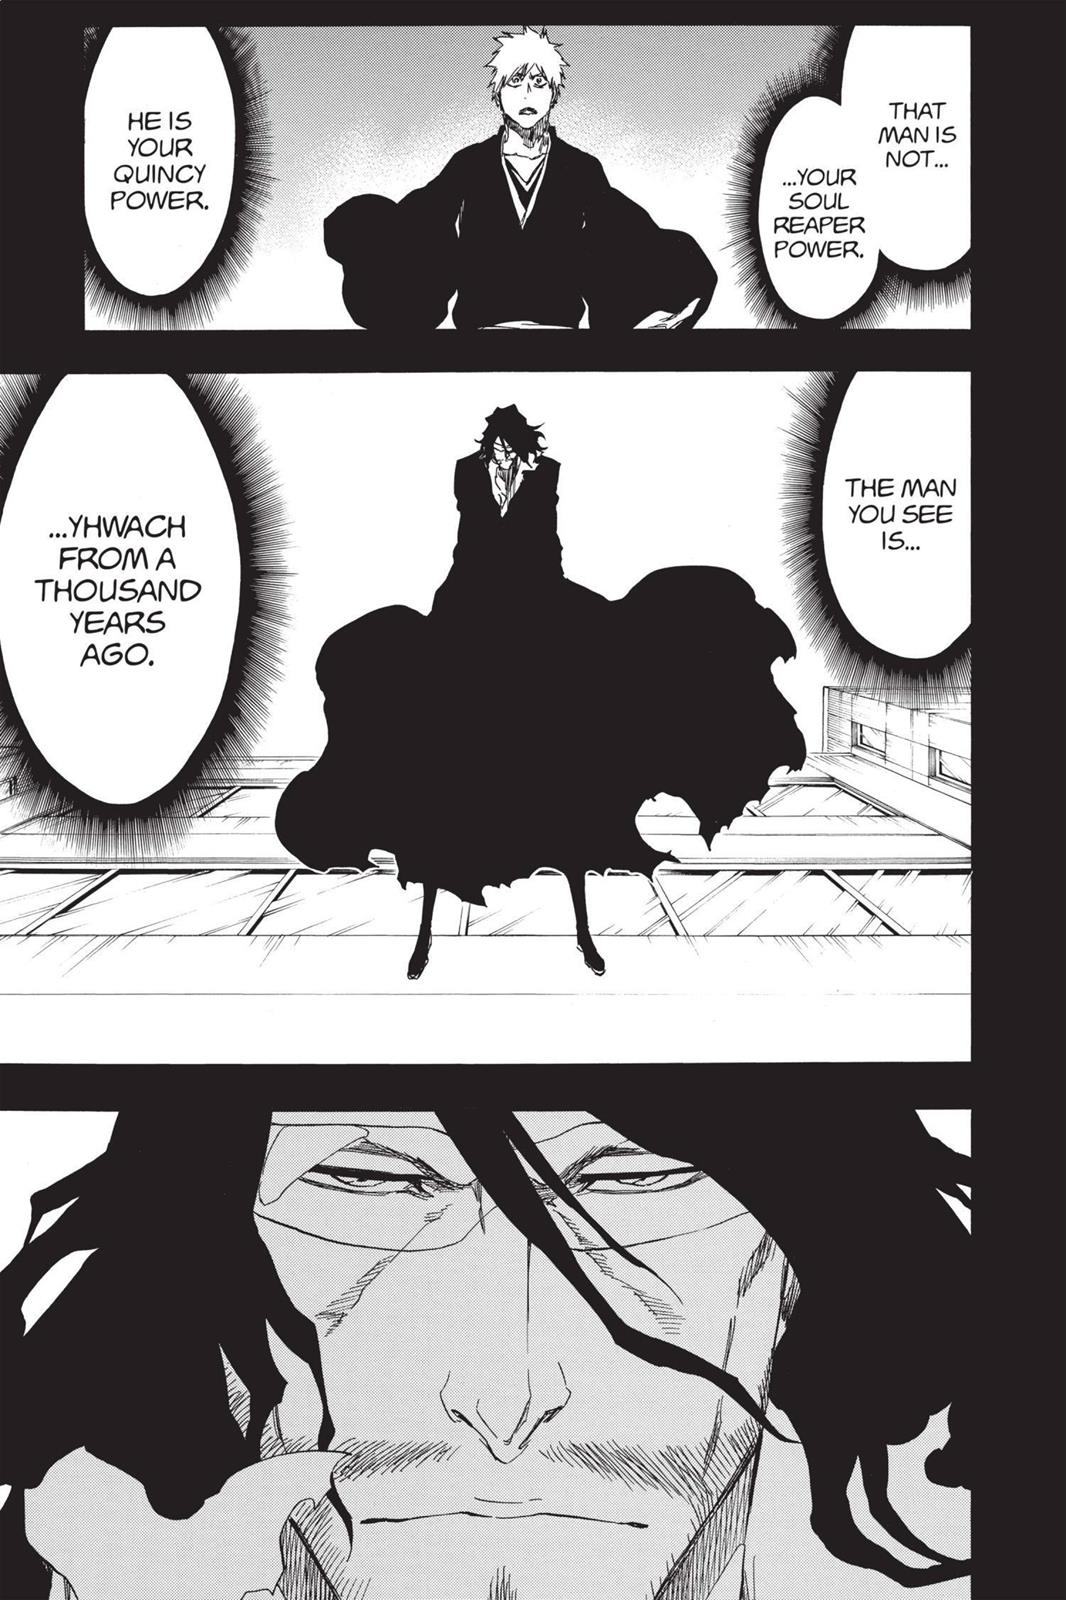 THAT
MAN IS
NOT...
...YOUR
SOUL
REAPER
POWER.
HE IS
YOUR
QUINCY
POWER.
THE MAN
YOU SEE
IS...
...YHWACH
FROM A
THOUSAND
YEARS
AGO.